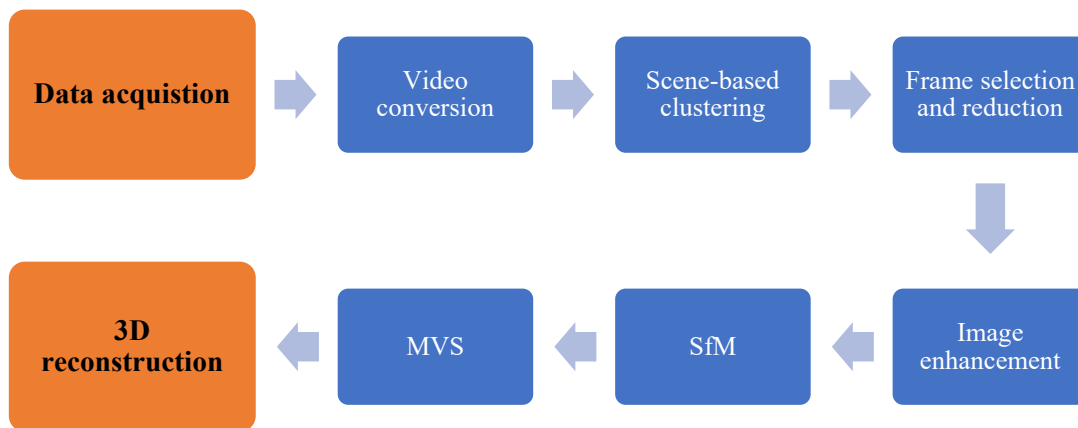 Data acquistion
Video
conversion
Scene-based
clustering
Frame selection
and reduction
Image
enhancement
SfM
MVS
3D
reconstruction